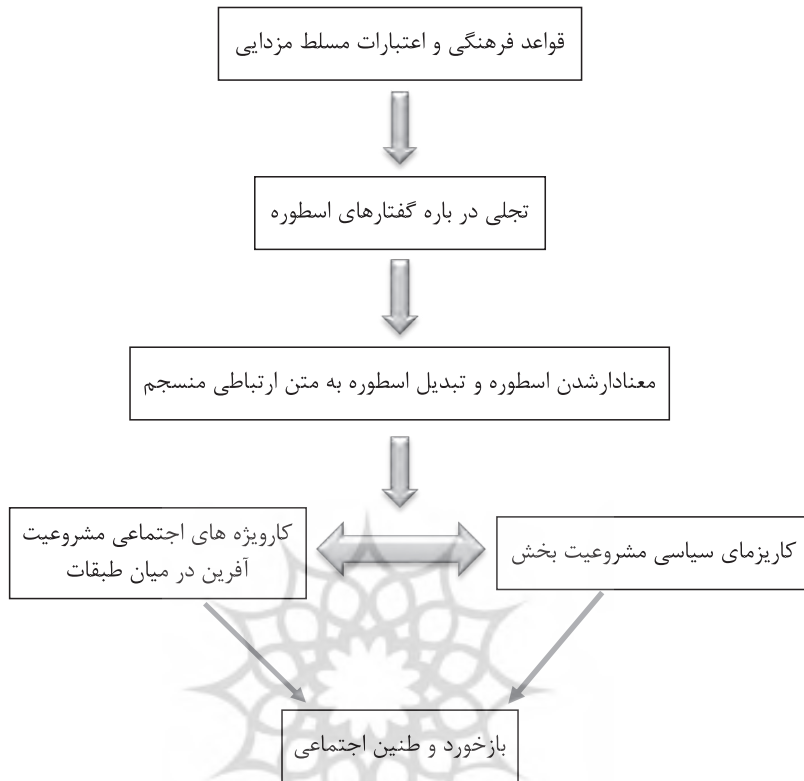 قواعد فرهنگی و اعتبارات مسلط مزدایی
تجلی در باره گفتارهای اسطوره
معنادارشدن اسطوره و تبدیل اسطوره به متن ارتباطی منسجم
کاریزمای سیاسی مشروعیت بخش
کارویژه های اجتماعی مشروعیت
آفرین در میان طبقات
بازخورد و طنین اجتماعی